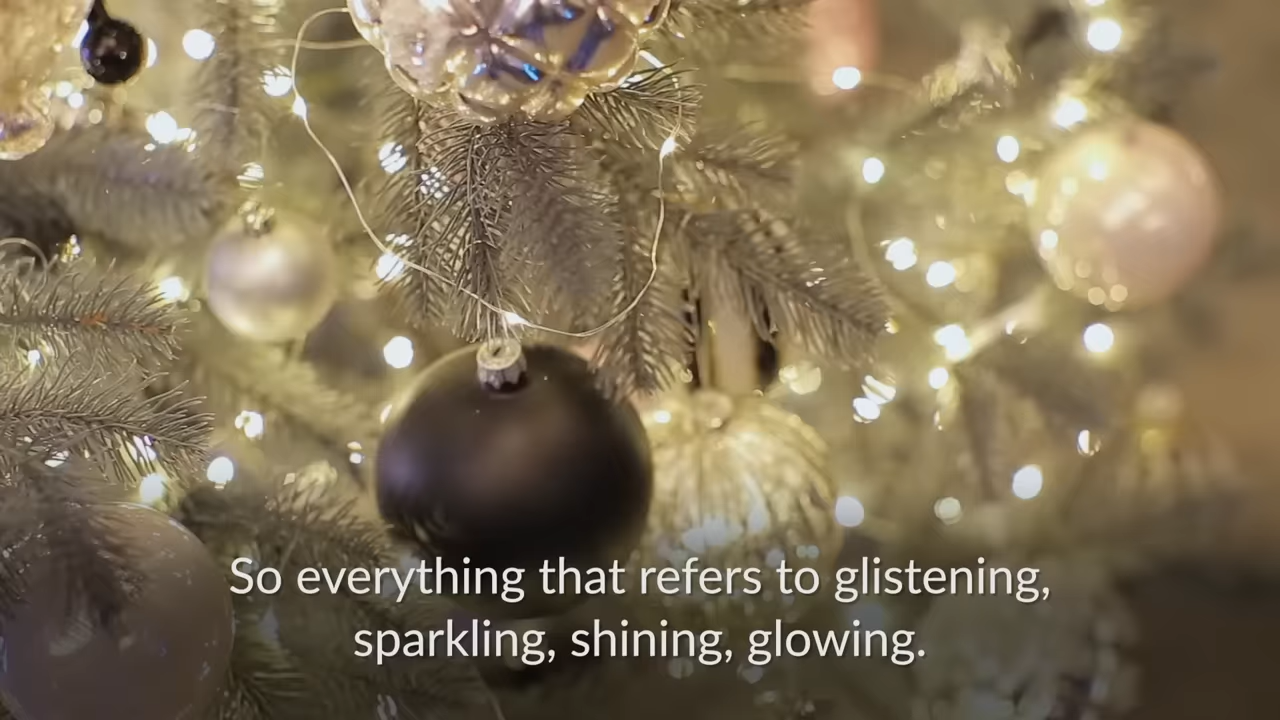 So everything that refers to glistening,
sparkling, shining, glowing.